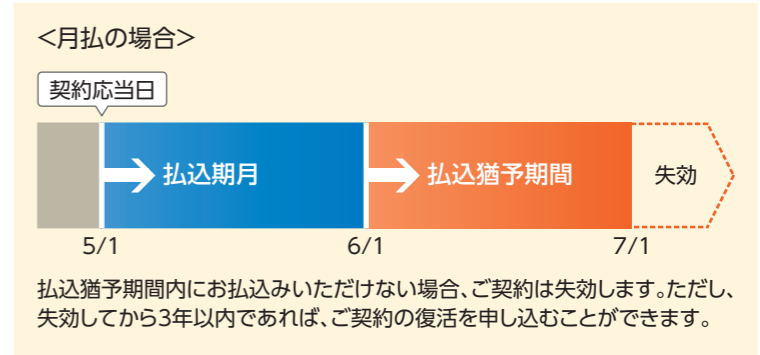 <月払の場合>
契約応当日
払込期月
払込猶予期間
失効
5/1
6/1
7/1
払込猶予期間内にお払込みいただけない場合、ご契約は失効します。ただし、
失効してから3年以内であれば、ご契約の復活を申し込むことができます。